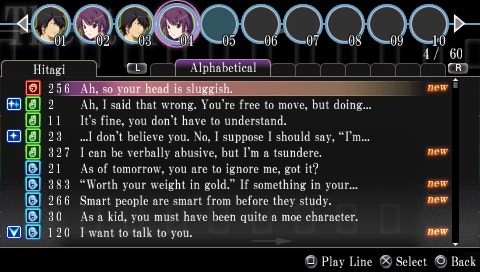 01 02 03 04 05 06 07 08 09 10
4 / 60
Hitagi L Alphabetical R
256 Ah, so your head is sluggish. new
2 Ah, I said that wrong. You're free to move, but doing...
11 It's fine, you don't have to understand.
23 ...I don't believe you. No, I suppose I should say, “I'm...
327 I can be verbally abusive, but I'm a tsundere. new
21 As of tomorrow, you are to ignore me, got it?
383 “Worth your weight in gold.” If something in your... new
266 Smart people are smart from before they study. new
30 As a kid, you must have been quite a moe character.
120 I want to talk to you. new
Play Line Select Back